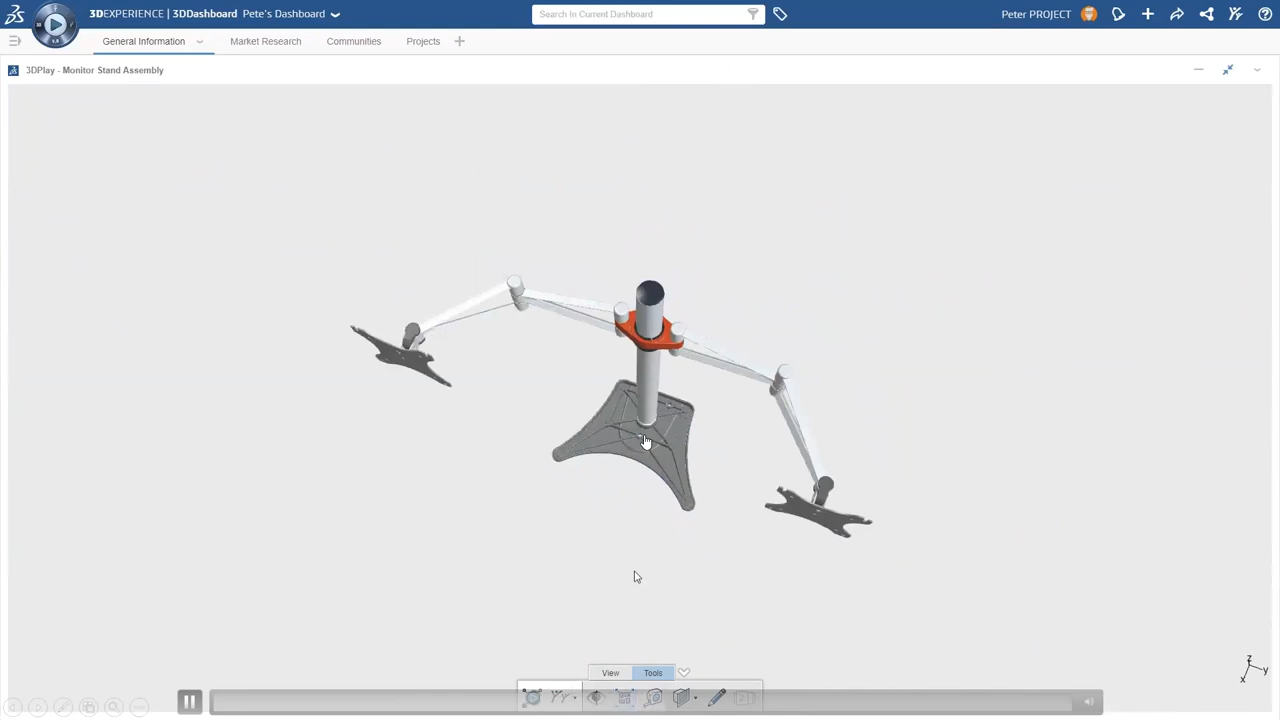 3DEXPERIENCE | 3DDashboard Pete's Dashboard Search In Current Dashboard Peter PROJECT
General Information Market Research Communities Projects
3DPlay - Monitor Stand Assembly
z
y
x
View Tools